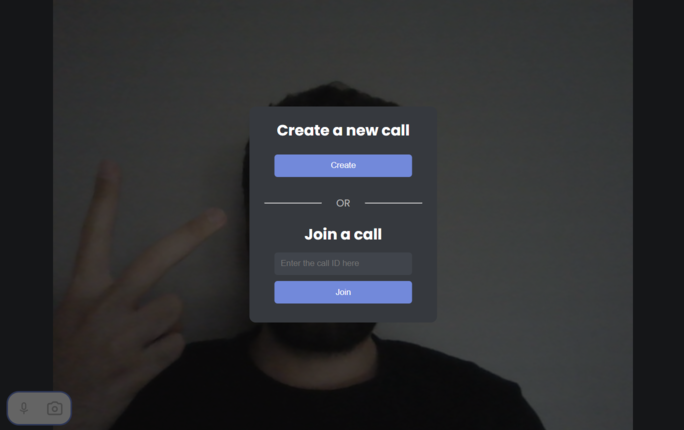 Create a new call
Create
OR
Join a call
Enter the call ID here
Join